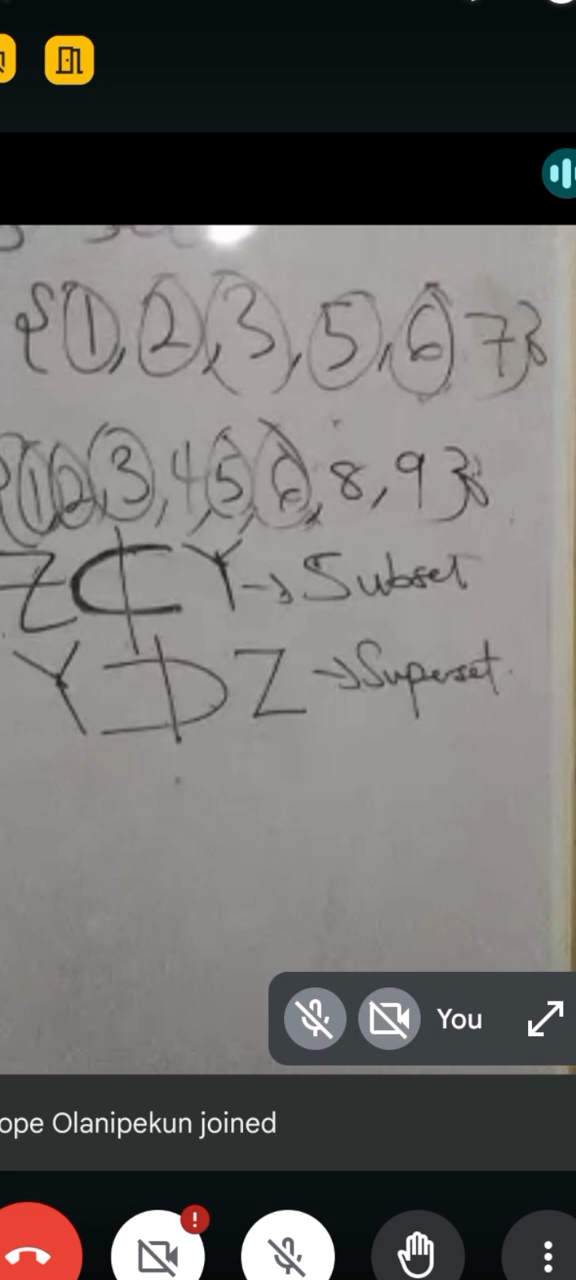 {1, 2, 3, 5, 6 7}
{1, 2, 3, 4, 5, 6, 8, 9}
Z ⊄ Y → Subset
Y ⊅ Z → Superset.
You
ope Olanipekun joined
!